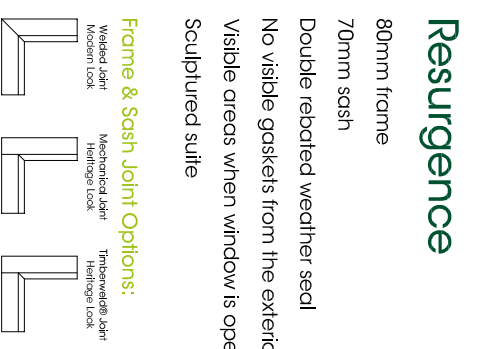 Resurgence
80mm frame
70mm sash
Double rebated weather seal
No visible gaskets from the exterio
Visible areas when window is ope
Sculptured suite
Frame & Sash Joint Options:
Welded Joint
Modern Look
Mechanical Joint
Heritage Look
Timberweld® Joint
Heritage Look